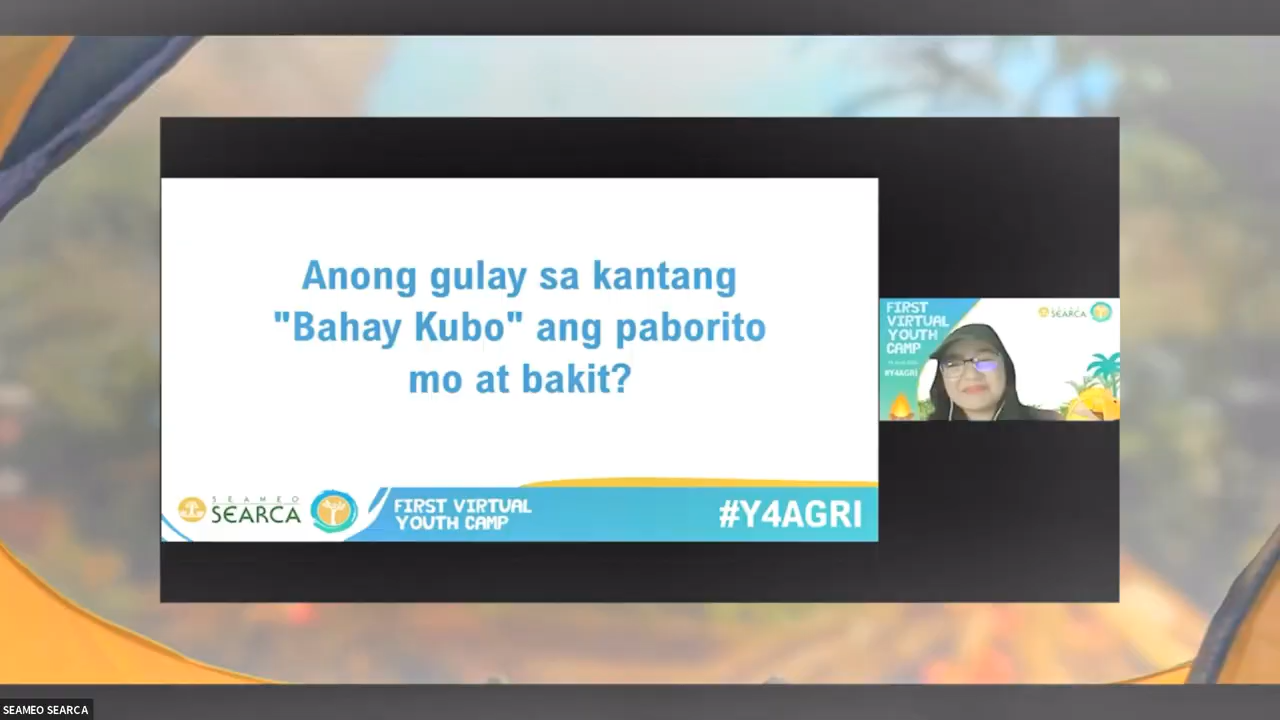 Anong gulay sa kantang
"Bahay Kubo" ang paborito
mo at bakit?
SEAMEO
SEARCA
FIRST VIRTUAL
YOUTH CAMP
#Y4AGRI
FIRST
VIRTUAL
YOUTH
CAMP
#Y4AGRI
SEARCA
SEAMEO SEARCA